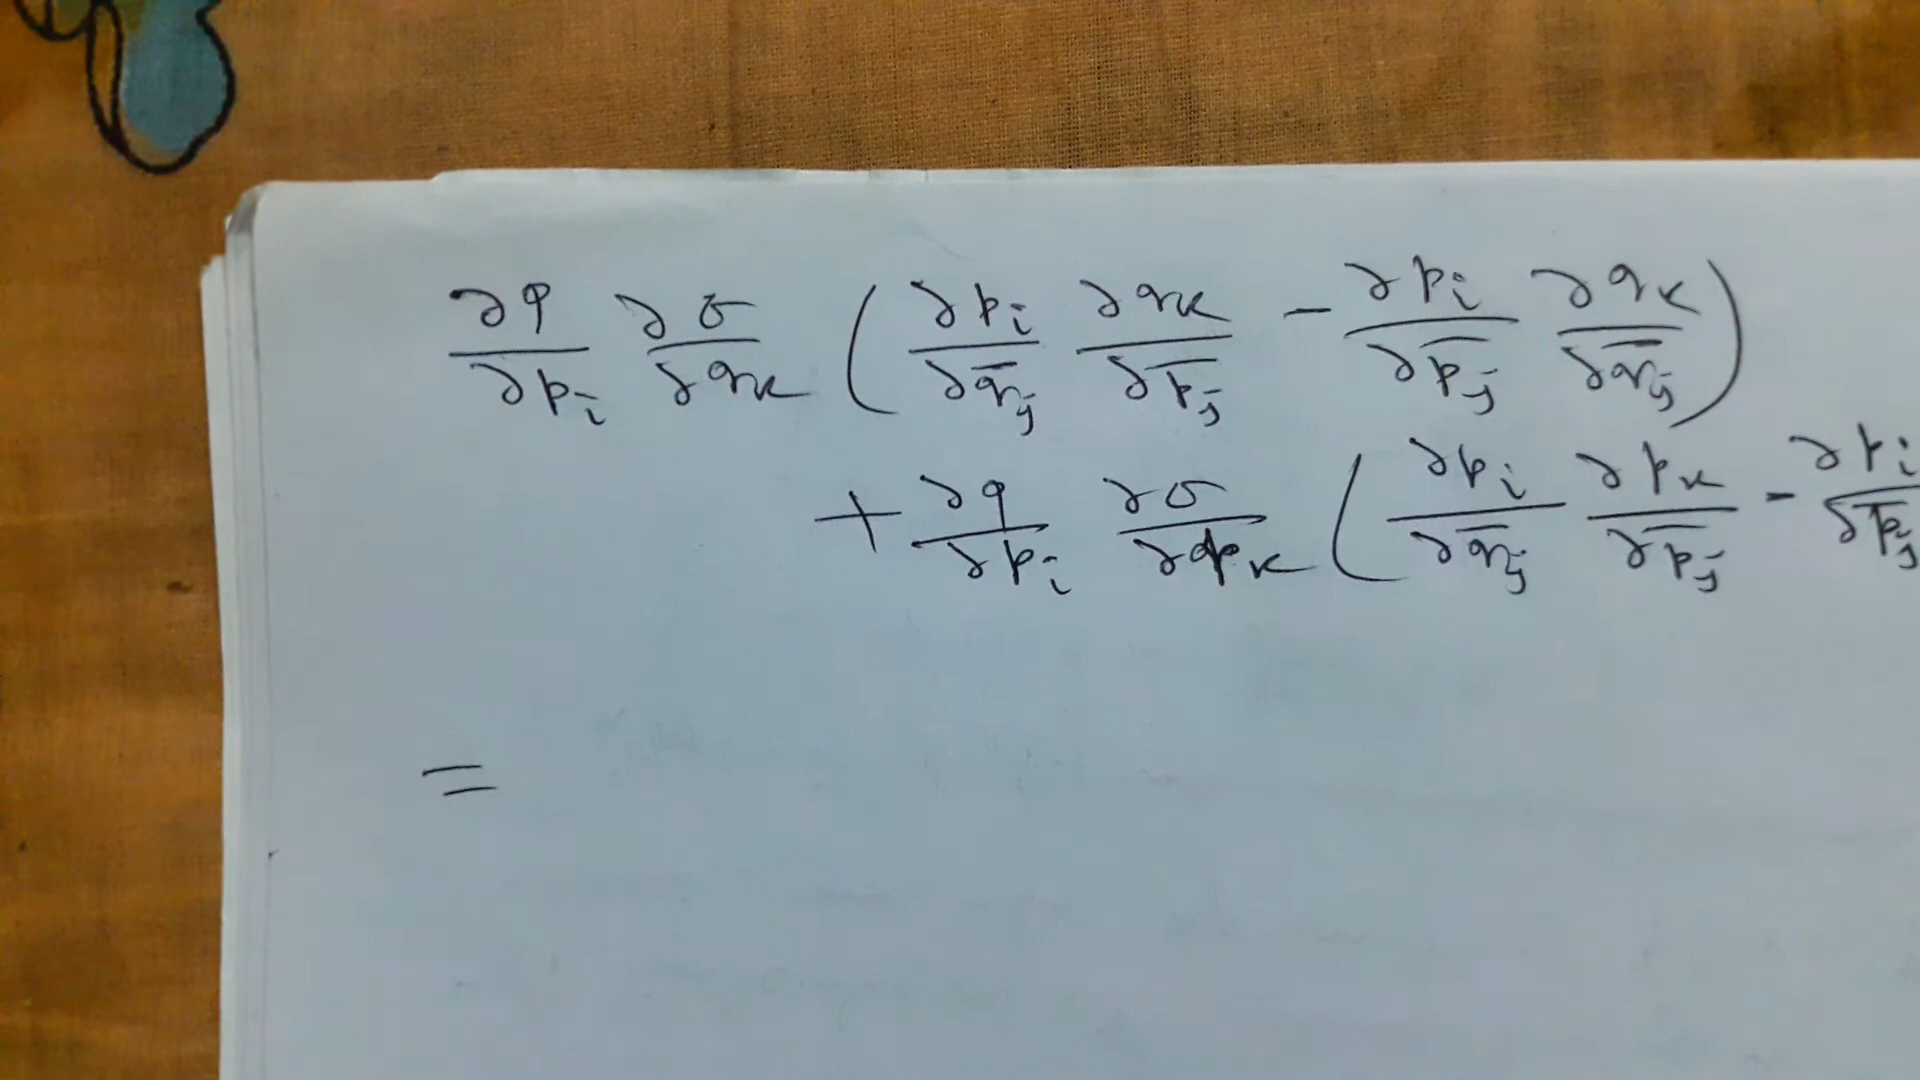 ∂φ/∂p_i ∂σ/∂q_k ( ∂p_i/∂q̄_j ∂q_k/∂p̄_j − ∂p_i/∂p̄_j ∂q_k/∂q̄_j )
+ ∂φ/∂p_i ∂σ/∂p_k ( ∂p_i/∂q̄_j ∂p_k/∂p̄_j − ∂p_i/∂p̄_j
=